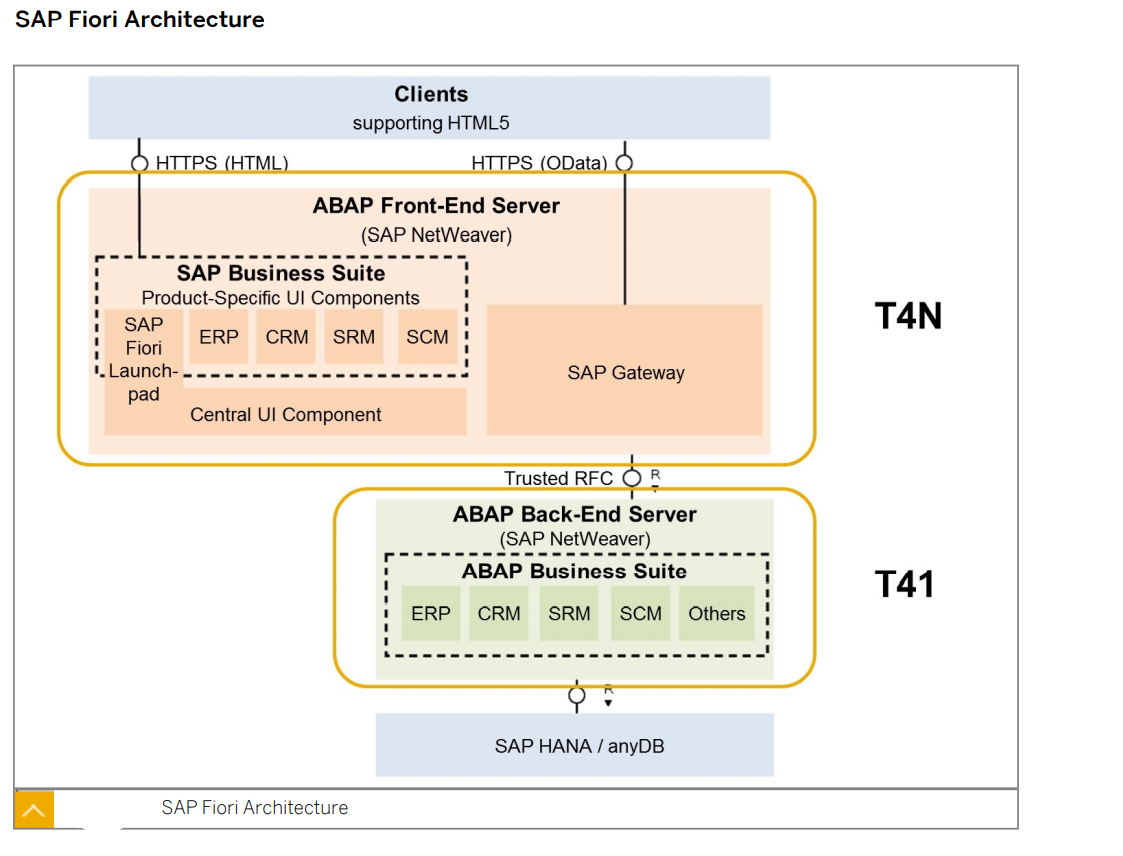 SAP Fiori Architecture
Clients
supporting HTML5
HTTPS (HTML)
HTTPS (OData)
ABAP Front-End Server
(SAP NetWeaver)
SAP Business Suite
Product-Specific UI Components
SAP
Fiori
Launch-
pad
ERP
CRM
SRM
SCM
Central UI Component
SAP Gateway
T4N
Trusted RFC
R
ABAP Back-End Server
(SAP NetWeaver)
ABAP Business Suite
ERP
CRM
SRM
SCM
Others
T41
R
SAP HANA / anyDB
SAP Fiori Architecture